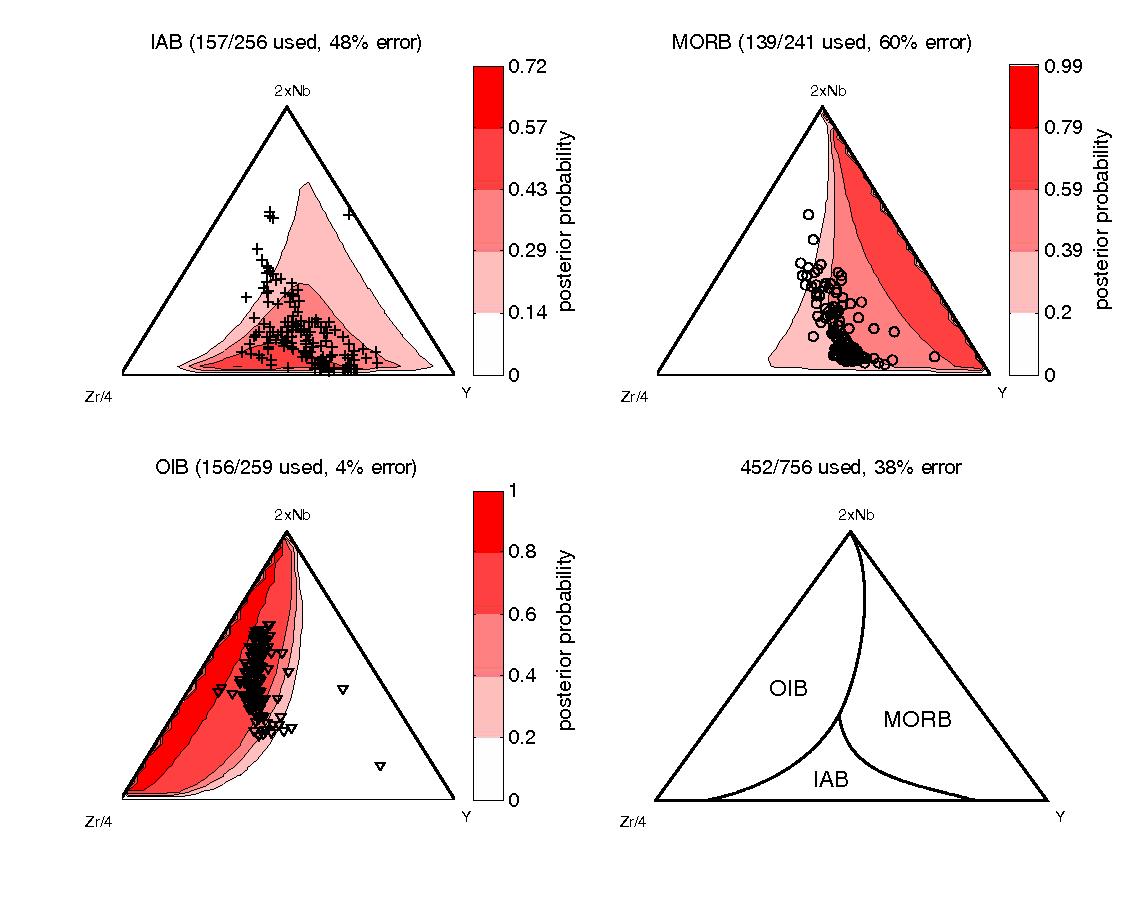 IAB (157/256 used, 48% error)
2xNb
Zr/4
Y
0.72
0.57
0.43
0.29
0.14
0
posterior probability
MORB (139/241 used, 60% error)
2xNb
Zr/4
Y
0.99
0.79
0.59
0.39
0.2
0
posterior probability
OIB (156/259 used, 4% error)
2xNb
Zr/4
Y
1
0.8
0.6
0.4
0.2
0
posterior probability
452/756 used, 38% error
2xNb
OIB
MORB
IAB
Zr/4
Y